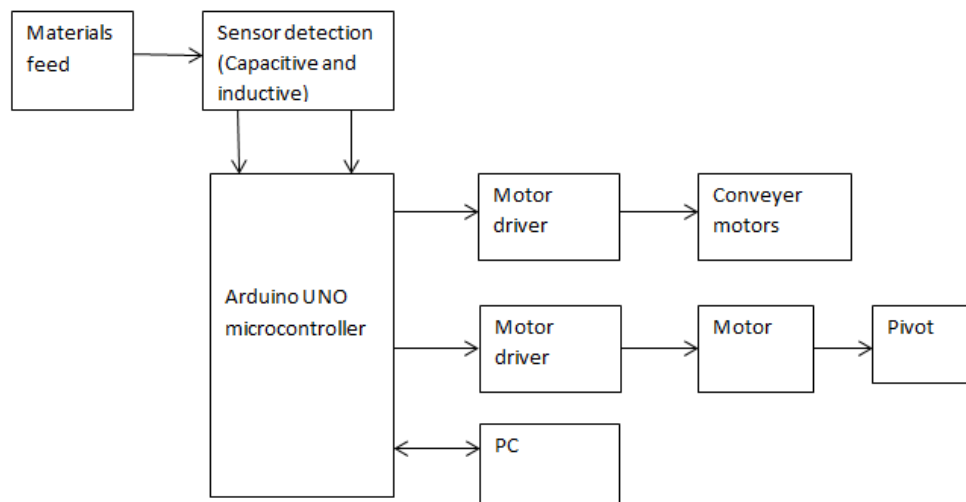 Materials
feed
Sensor detection
(Capacitive and
inductive)
Arduino UNO
microcontroller
Motor
driver
Conveyer
motors
Motor
driver
Motor
Pivot
PC